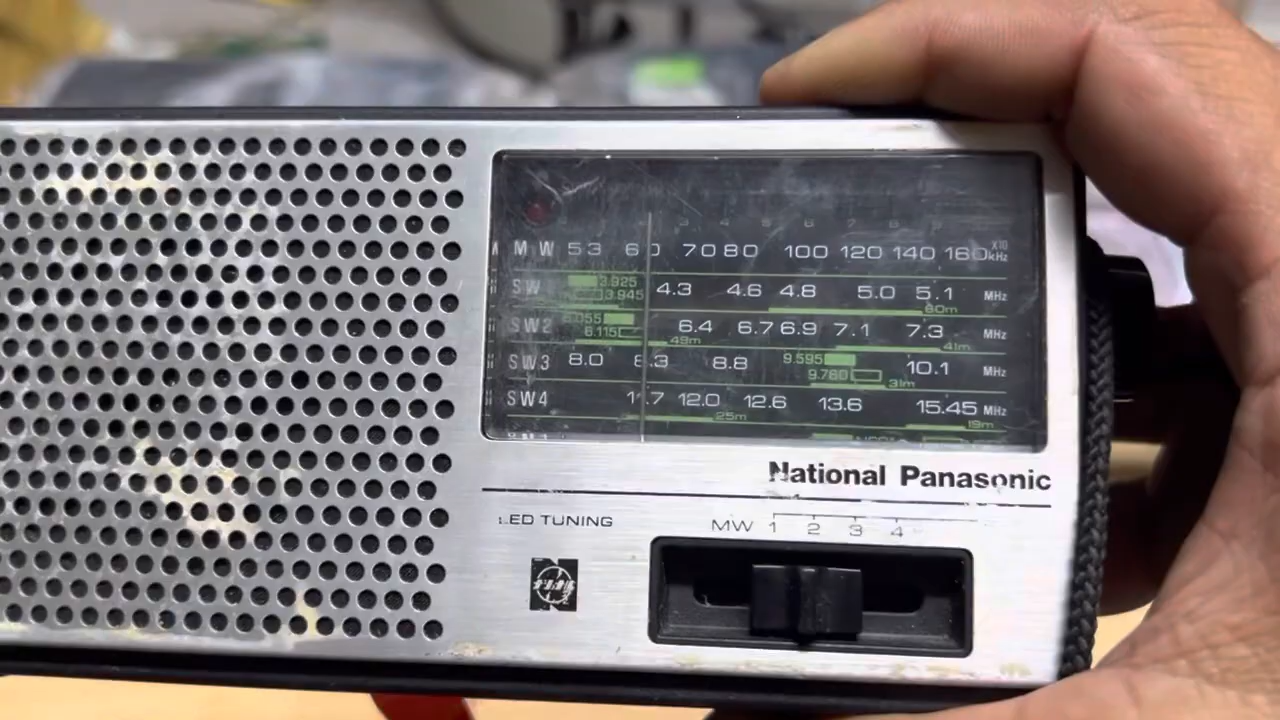 MW 53 60 70 80 100 120 140 160 X10 kHz
SW 3.925 3.945 4.3 4.6 4.8 5.0 5.1 MHz
60m
SW2 6.055 6.115 6.4 6.7 6.9 7.1 7.3 MHz
49m 41m
SW3 8.0 8.3 8.8 9.595 9.760 10.1 MHz
31m
SW4 11.7 12.0 12.6 13.6 15.45 MHz
25m 19m
National Panasonic
LED TUNING MW 1 2 3 4